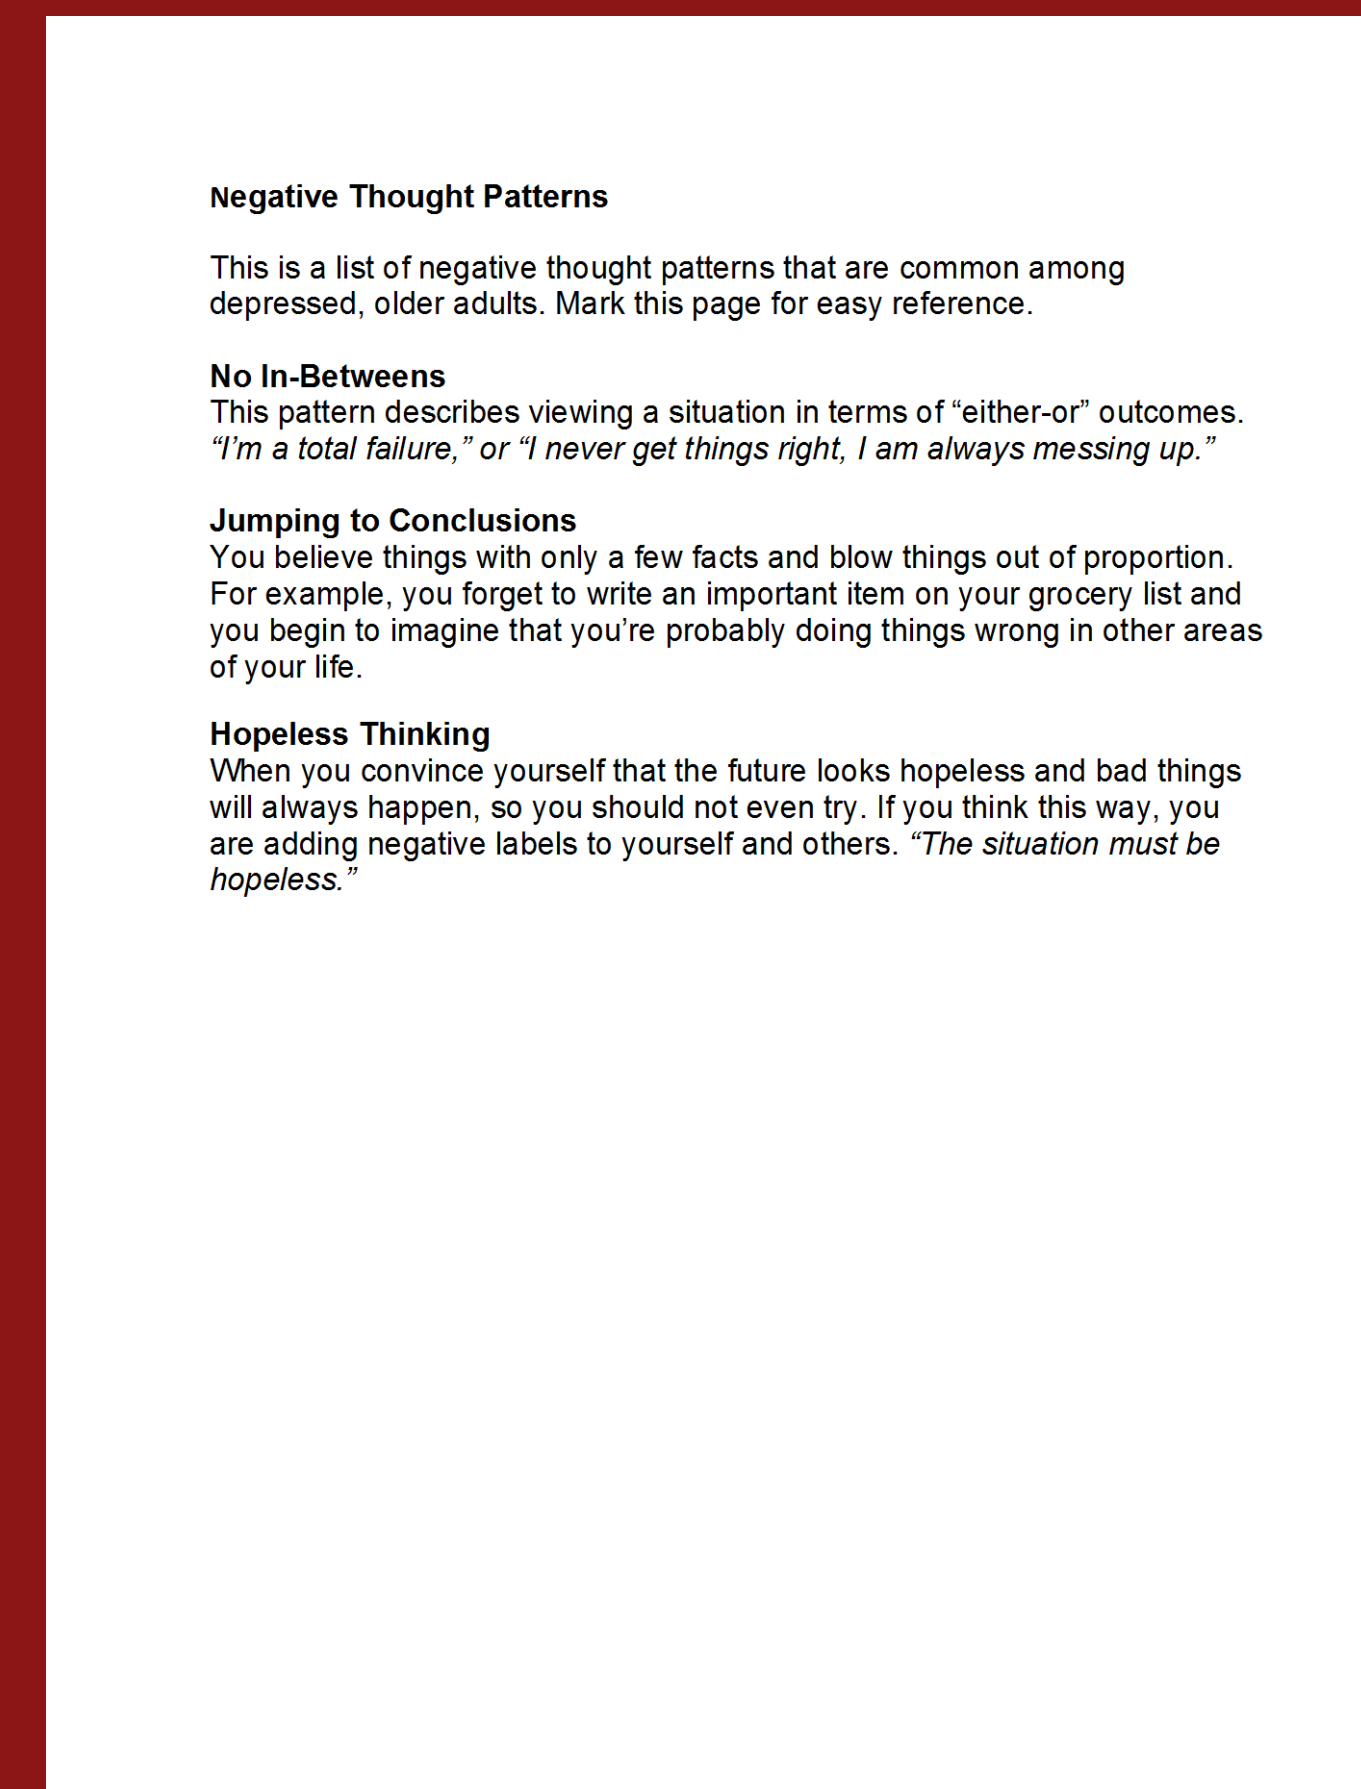 Negative Thought Patterns
This is a list of negative thought patterns that are common among
depressed, older adults. Mark this page for easy reference.
No In-Betweens
This pattern describes viewing a situation in terms of “either-or” outcomes.
“I’m a total failure,” or “I never get things right, I am always messing up.”
Jumping to Conclusions
You believe things with only a few facts and blow things out of proportion.
For example, you forget to write an important item on your grocery list and
you begin to imagine that you’re probably doing things wrong in other areas
of your life.
Hopeless Thinking
When you convince yourself that the future looks hopeless and bad things
will always happen, so you should not even try. If you think this way, you
are adding negative labels to yourself and others. “The situation must be
hopeless.”